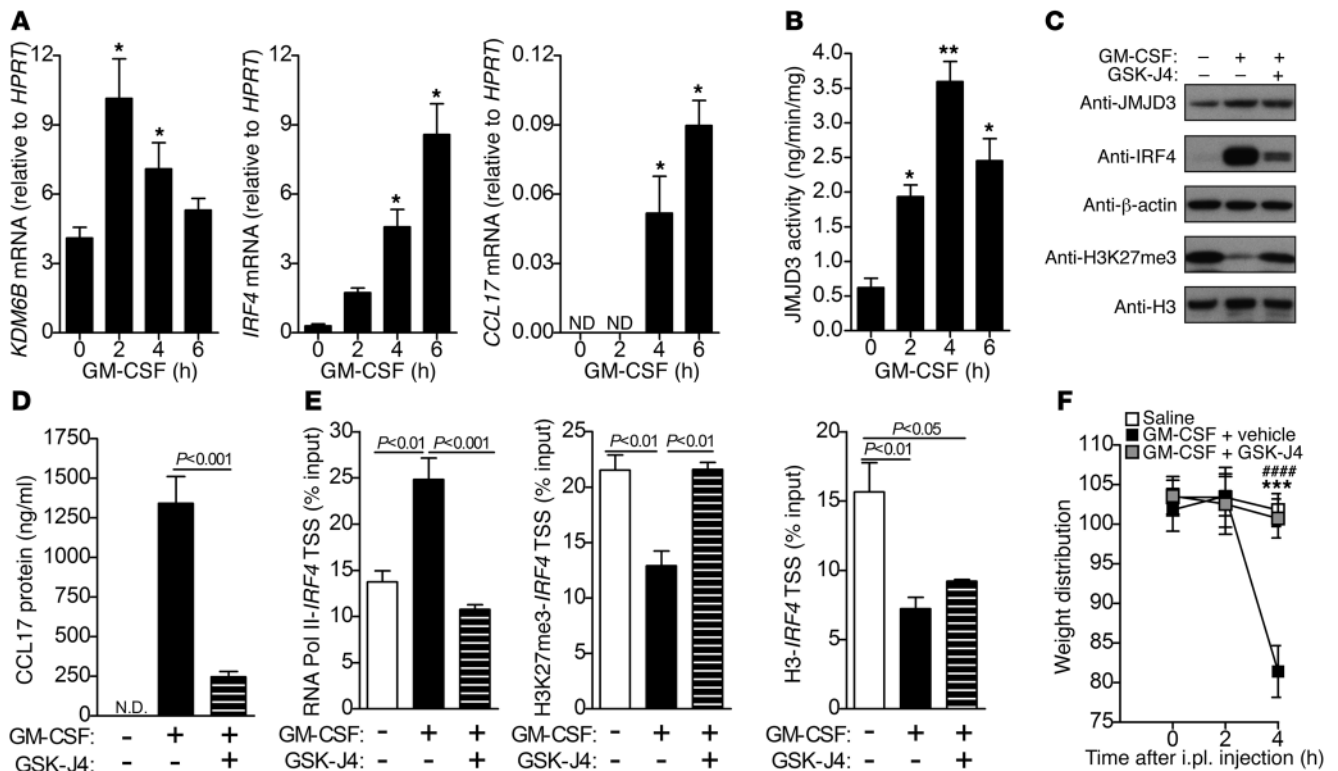 A
KDM6B mRNA (relative to HPRT)
12
9
6
3
0
*
*
0 2 4 6
GM-CSF (h)
IRF4 mRNA (relative to HPRT)
12
9
6
3
0
*
*
0 2 4 6
GM-CSF (h)
CCL17 mRNA (relative to HPRT)
0.12
0.09
0.06
0.03
0.00
ND ND
*
*
0 2 4 6
GM-CSF (h)
B
JMJD3 activity (ng/min/mg)
4.0
3.5
3.0
2.5
2.0
1.5
1.0
0.5
0.0
*
**
*
0 2 4 6
GM-CSF (h)
C
GM-CSF: – + +
GSK-J4: – – +
Anti-JMJD3
Anti-IRF4
Anti-β-actin
Anti-H3K27me3
Anti-H3
D
CCL17 protein (ng/ml)
1750
1500
1250
1000
750
500
250
0
P<0.001
N.D.
GM-CSF: - + +
GSK-J4: - - +
E
RNA Pol II-IRF4 TSS (% input)
30
25
20
15
10
5
0
P<0.01 P<0.001
GM-CSF: - + +
GSK-J4: - - +
H3K27me3-IRF4 TSS (% input)
25
20
15
10
5
0
P<0.01 P<0.01
- + +
- - +
H3-IRF4 TSS (% input)
20
15
10
5
0
P<0.05
P<0.01
- + +
- - +
F
Saline
GM-CSF + vehicle
GM-CSF + GSK-J4
Weight distribution
110
105
100
95
90
85
80
75
####
***
0 2 4
Time after i.pl. injection (h)